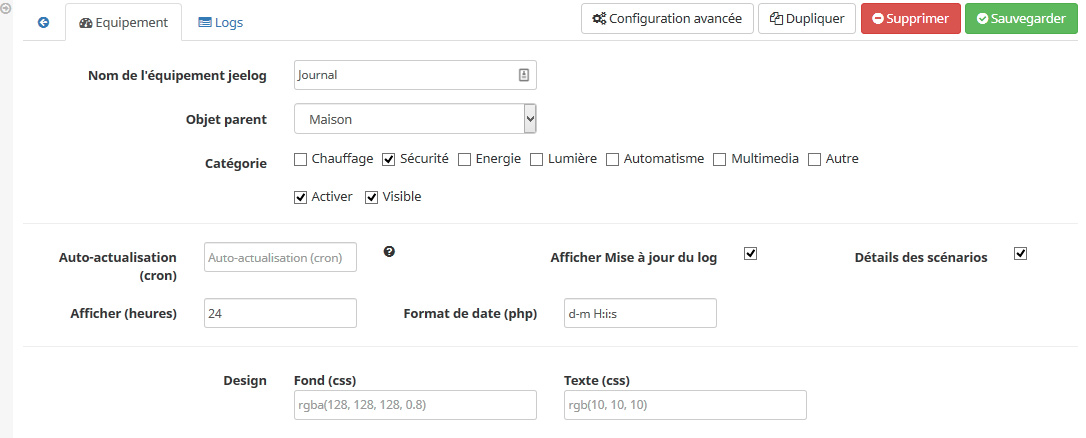 Equipement
Logs
Configuration avancée
Dupliquer
Supprimer
Sauvegarder
Nom de l'équipement jeelog
Journal
Objet parent
Maison
Catégorie
Chauffage
Sécurité
Energie
Lumière
Automatisme
Multimedia
Autre
Activer
Visible
Auto-actualisation
(cron)
Auto-actualisation (cron)
Afficher Mise à jour du log
Détails des scénarios
Afficher (heures)
24
Format de date (php)
d-m H:i:s
Design
Fond (css)
Texte (css)
rgba(128, 128, 128, 0.8)
rgb(10, 10, 10)